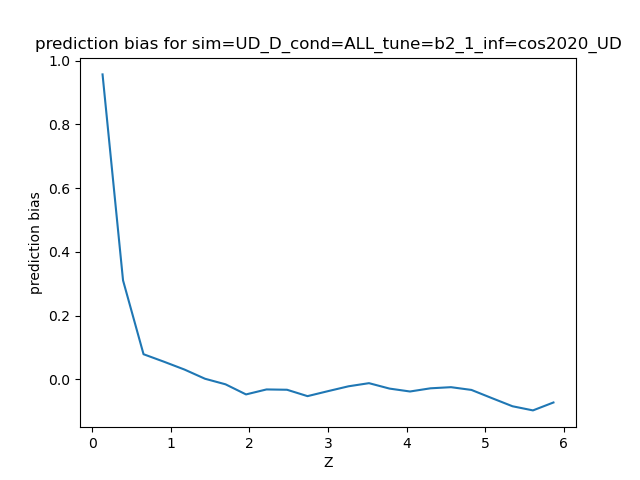 prediction bias for sim=UD_D_cond=ALL_tune=b2_1_inf=cos2020_UD
1.0
0.8
0.6
0.4
0.2
0.0
prediction bias
0 1 2 3 4 5 6
Z